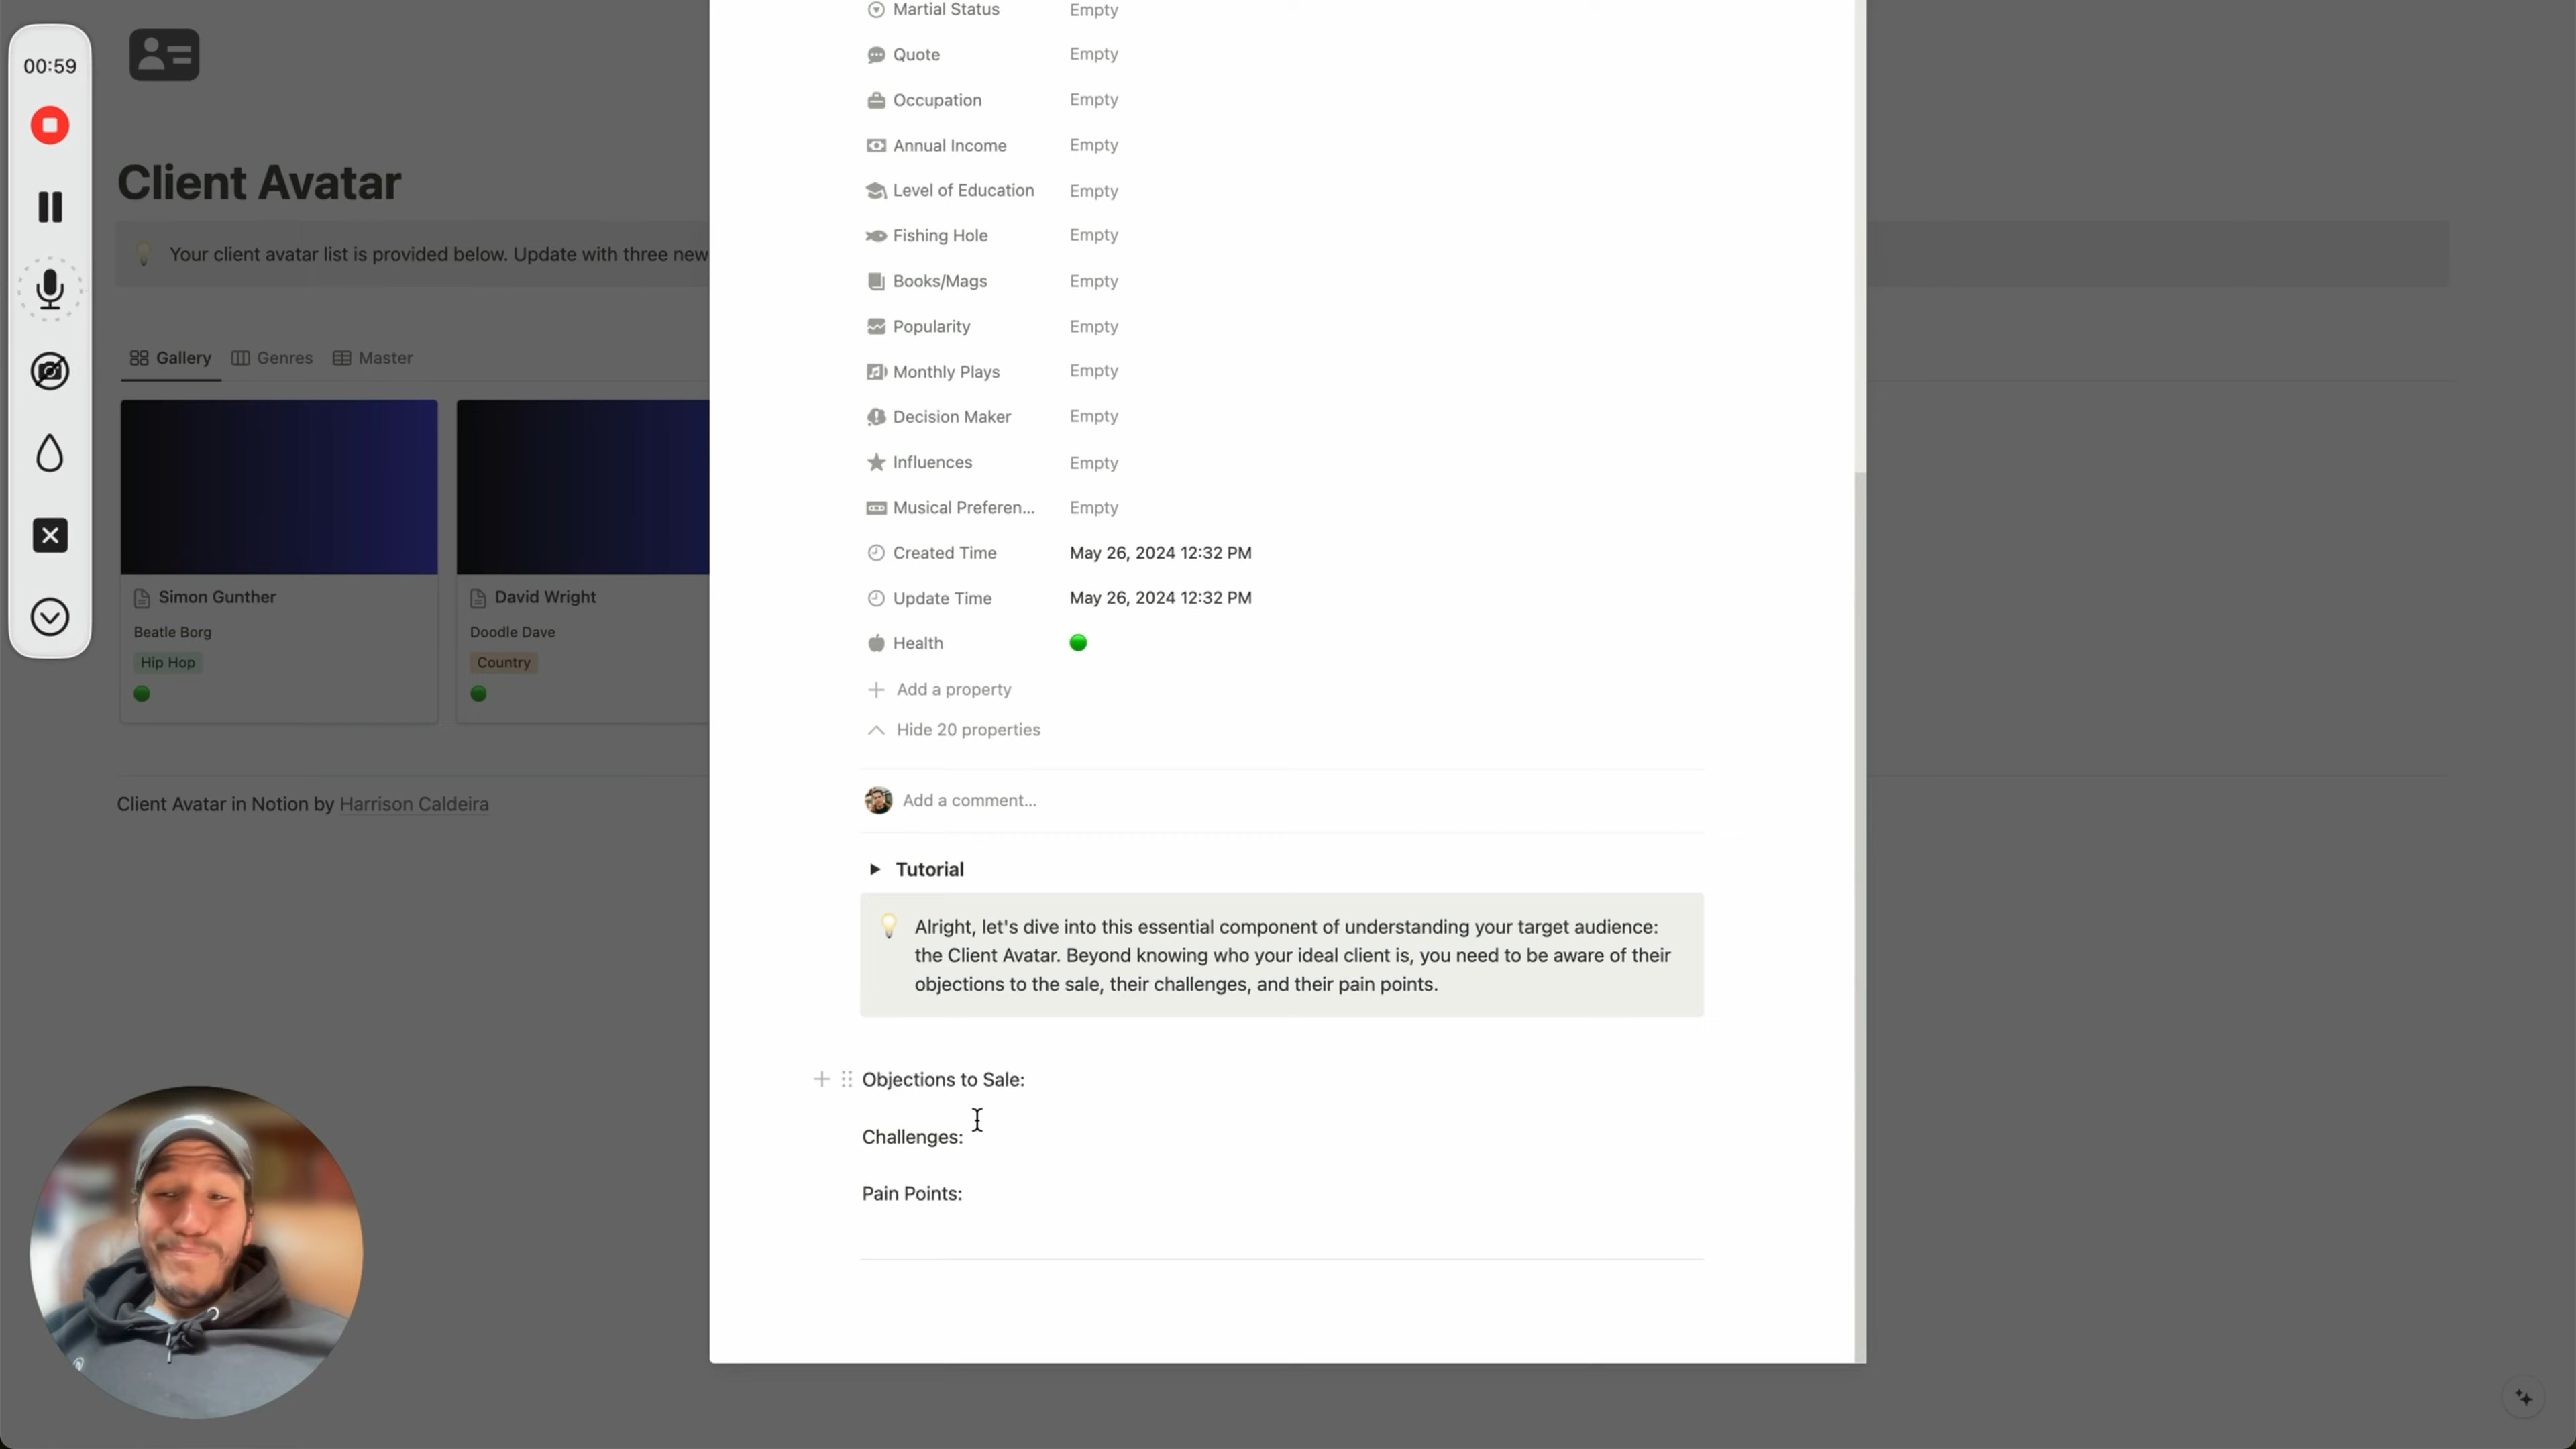 00:59
Client Avatar
Your client avatar list is provided below. Update with three new
Gallery
Genres
Master
Simon Gunther
Beatle Borg
Hip Hop
David Wright
Doodle Dave
Country
Client Avatar in Notion by Harrison Caldeira
Martial Status Empty
Quote Empty
Occupation Empty
Annual Income Empty
Level of Education Empty
Fishing Hole Empty
Books/Mags Empty
Popularity Empty
Monthly Plays Empty
Decision Maker Empty
Influences Empty
Musical Preferen... Empty
Created Time May 26, 2024 12:32 PM
Update Time May 26, 2024 12:32 PM
Health
Add a property
Hide 20 properties
Add a comment...
Tutorial
Alright, let's dive into this essential component of understanding your target audience:
the Client Avatar. Beyond knowing who your ideal client is, you need to be aware of their
objections to the sale, their challenges, and their pain points.
Objections to Sale:
Challenges:
Pain Points: